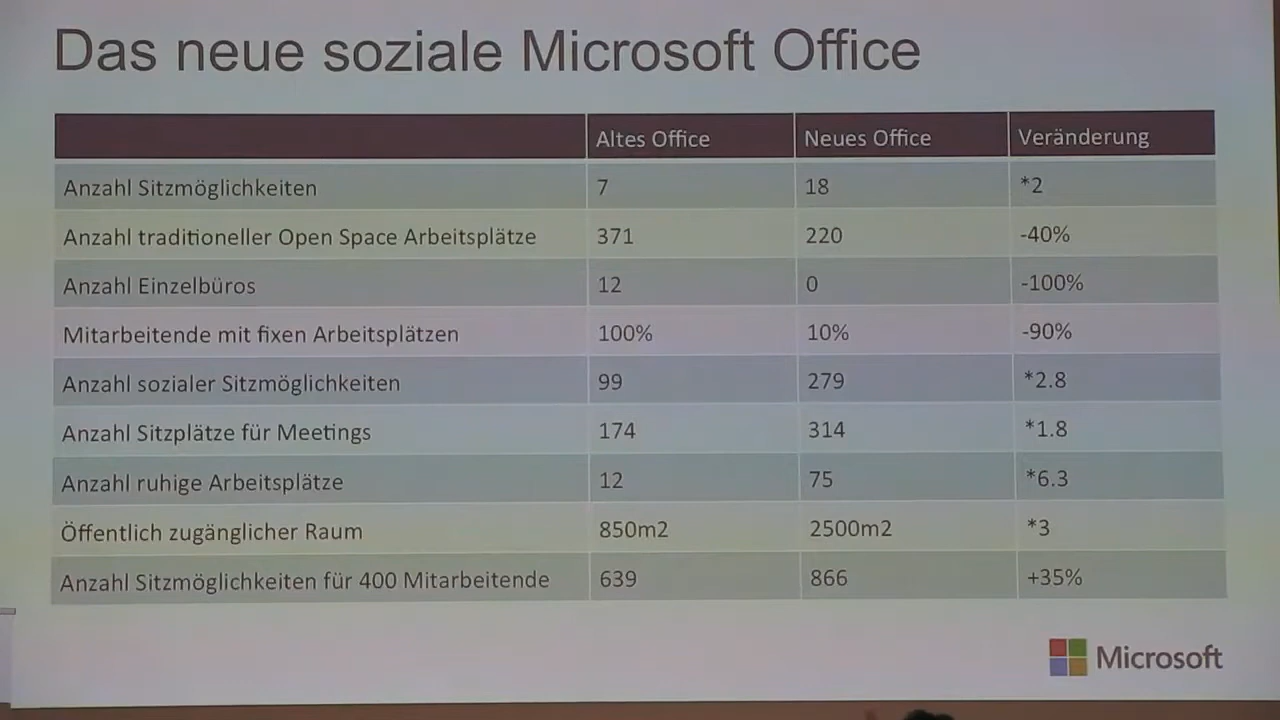 Das neue soziale Microsoft Office
Altes Office Neues Office Veränderung
Anzahl Sitzmöglichkeiten 7 18 *2
Anzahl traditioneller Open Space Arbeitsplätze 371 220 -40%
Anzahl Einzelbüros 12 0 -100%
Mitarbeitende mit fixen Arbeitsplätzen 100% 10% -90%
Anzahl sozialer Sitzmöglichkeiten 99 279 *2.8
Anzahl Sitzplätze für Meetings 174 314 *1.8
Anzahl ruhige Arbeitsplätze 12 75 *6.3
Öffentlich zugänglicher Raum 850m2 2500m2 *3
Anzahl Sitzmöglichkeiten für 400 Mitarbeitende 639 866 +35%
Microsoft